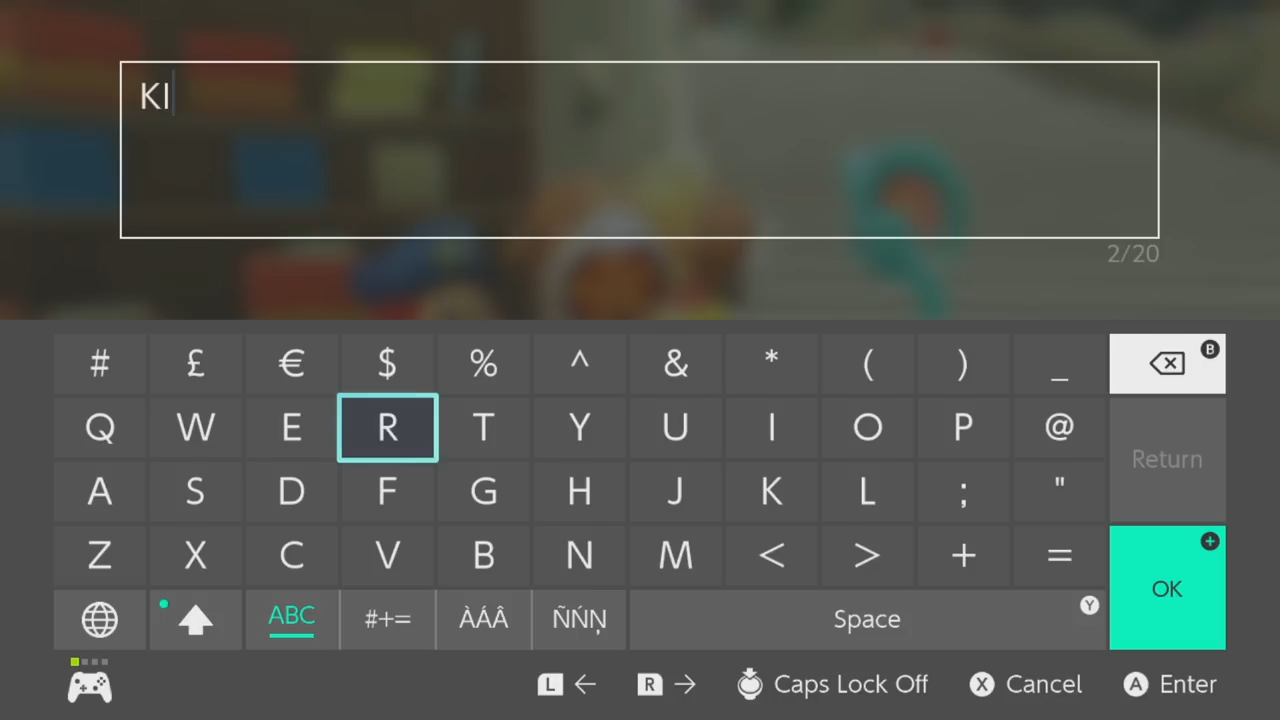 KI
2/20
# £ € $ % ^ & * ( ) _ B
Q W E R T Y U I O P @ Return
A S D F G H J K L ; "
Z X C V B N M < > + = OK +
ABC #+= ÀÁÂ ÑŃŅ Space Y
L ← R → Caps Lock Off X Cancel A Enter